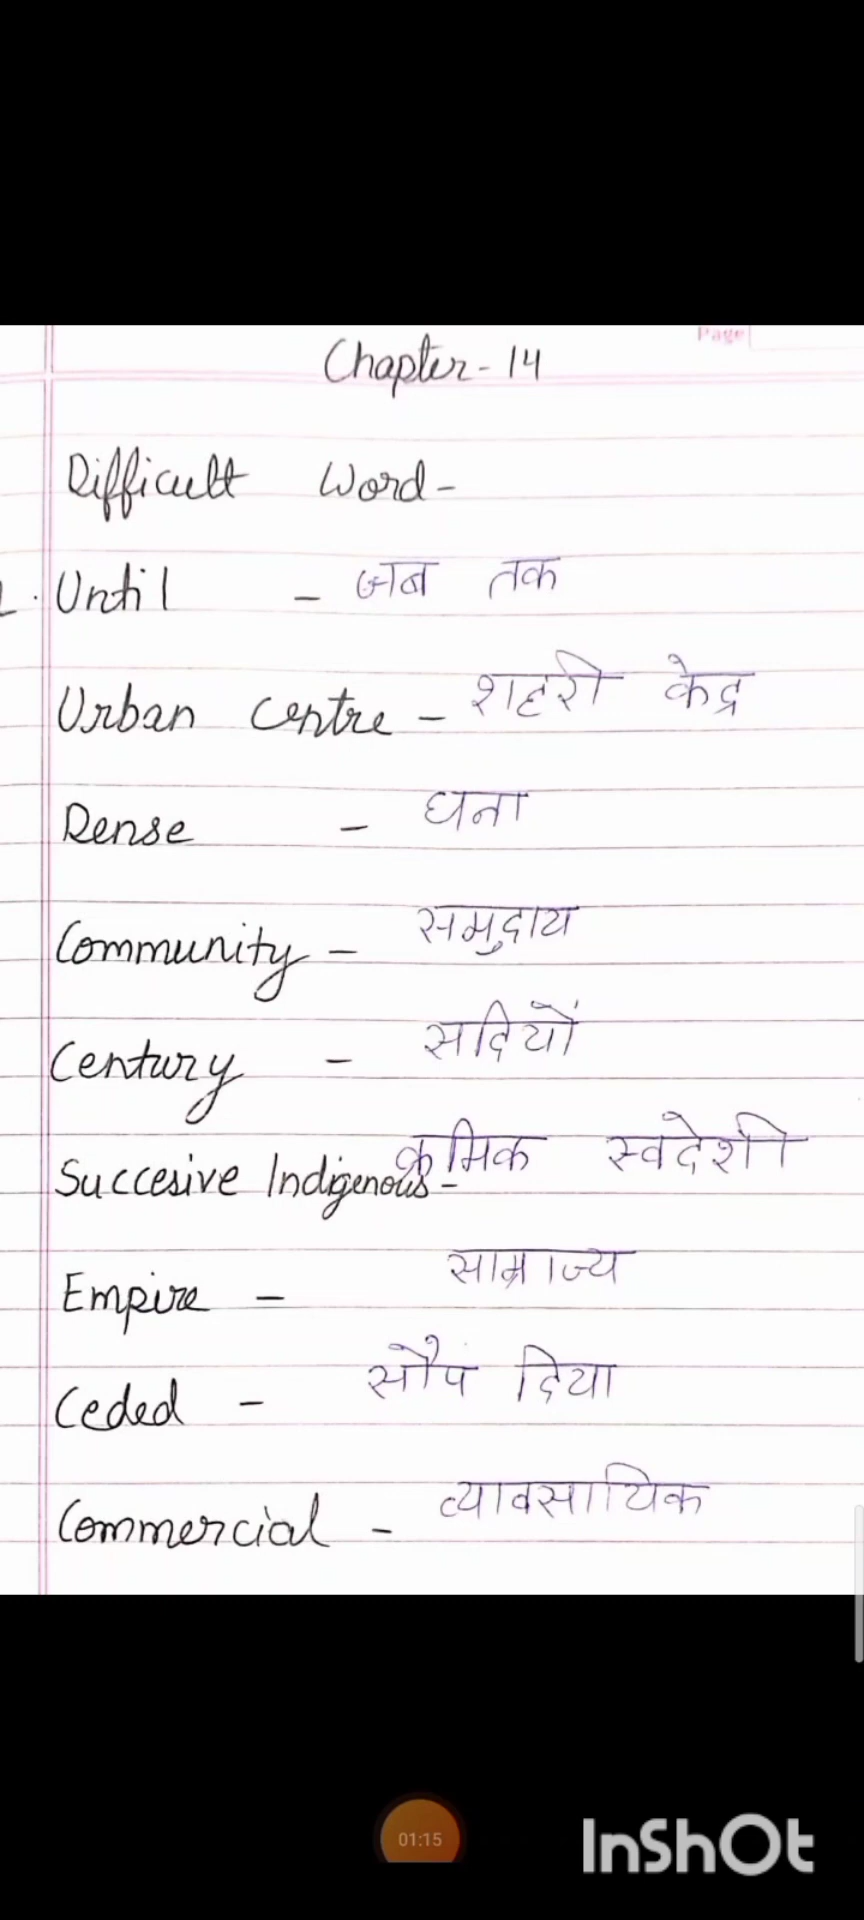 Page
Chapter - 14
Difficult Word -
Until - जब तक
Urban Centre - शहरी केद्र
Dense - घना
Community - समुदाय
Century - सदियों
Succesive Indigenous - क्रमिक स्वदेशी
Empire - साम्राज्य
Ceded - सौंप दिया
Commercial - व्यावसायिक
01:15
InShOt